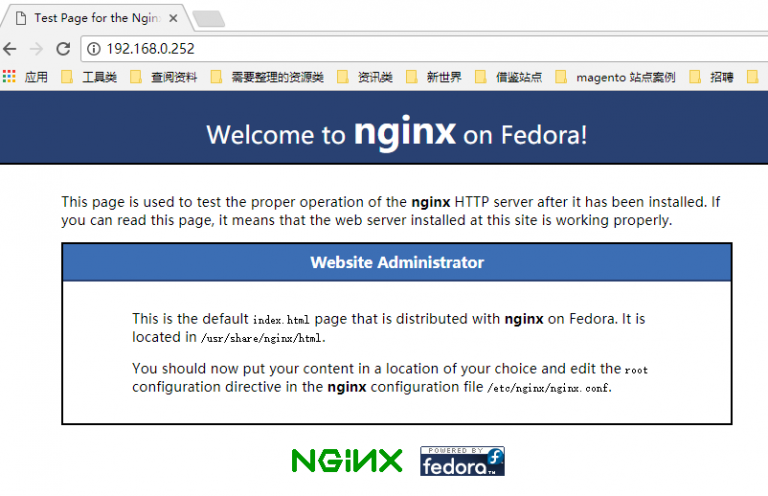 Test Page for the Ngin
192.168.0.252
应用 工具类 查阅资料 需要整理的资源类 资讯类 新世界 借鉴站点 magento 站点案例 招聘
Welcome to nginx on Fedora!
This page is used to test the proper operation of the nginx HTTP server after it has been installed. If
you can read this page, it means that the web server installed at this site is working properly.
Website Administrator
This is the default index.html page that is distributed with nginx on Fedora. It is
located in /usr/share/nginx/html.
You should now put your content in a location of your choice and edit the root
configuration directive in the nginx configuration file /etc/nginx/nginx.conf.
NGiNX
POWERED BY
fedora™